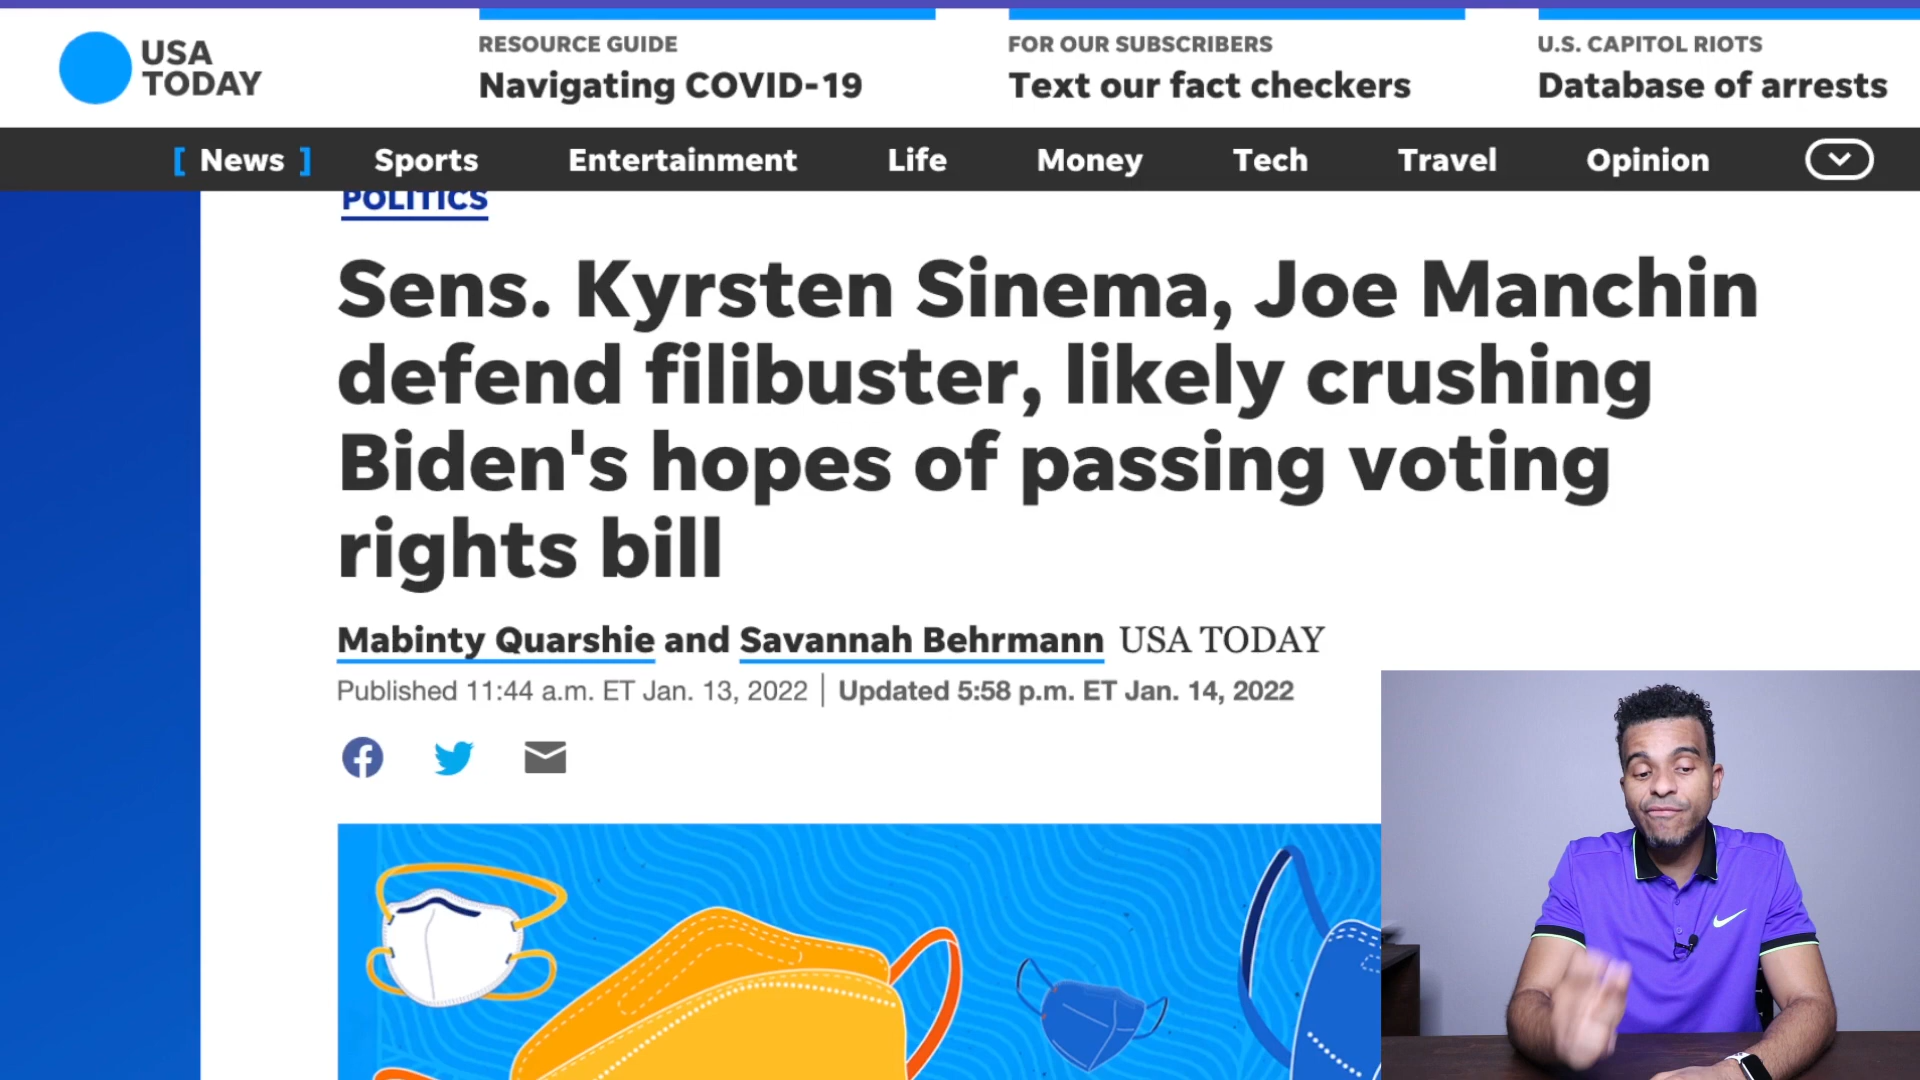 USA
TODAY
RESOURCE GUIDE
Navigating COVID-19
FOR OUR SUBSCRIBERS
Text our fact checkers
U.S. CAPITOL RIOTS
Database of arrests
[ News ] Sports Entertainment Life Money Tech Travel Opinion
POLITICS
Sens. Kyrsten Sinema, Joe Manchin
defend filibuster, likely crushing
Biden's hopes of passing voting
rights bill
Mabinty Quarshie and Savannah Behrmann USA TODAY
Published 11:44 a.m. ET Jan. 13, 2022 | Updated 5:58 p.m. ET Jan. 14, 2022